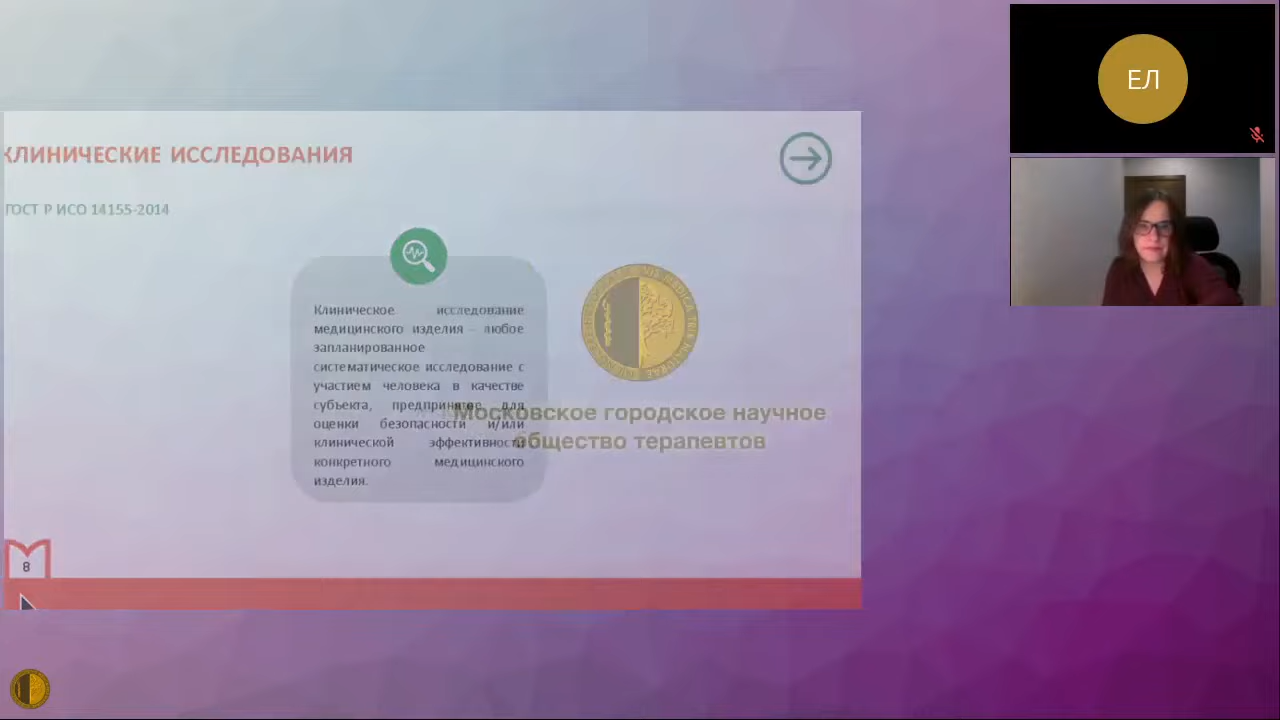 ЕЛ
КЛИНИЧЕСКИЕ ИССЛЕДОВАНИЯ
ГОСТ Р ИСО 14155-2014
Клиническое исследование
медицинского изделия – любое
запланированное
систематическое исследование с
участием человека в качестве
субъекта, предпринятое для
оценки безопасности и/или
клинической эффективности
конкретного медицинского
изделия.
Московское городское научное
общество терапевтов
8